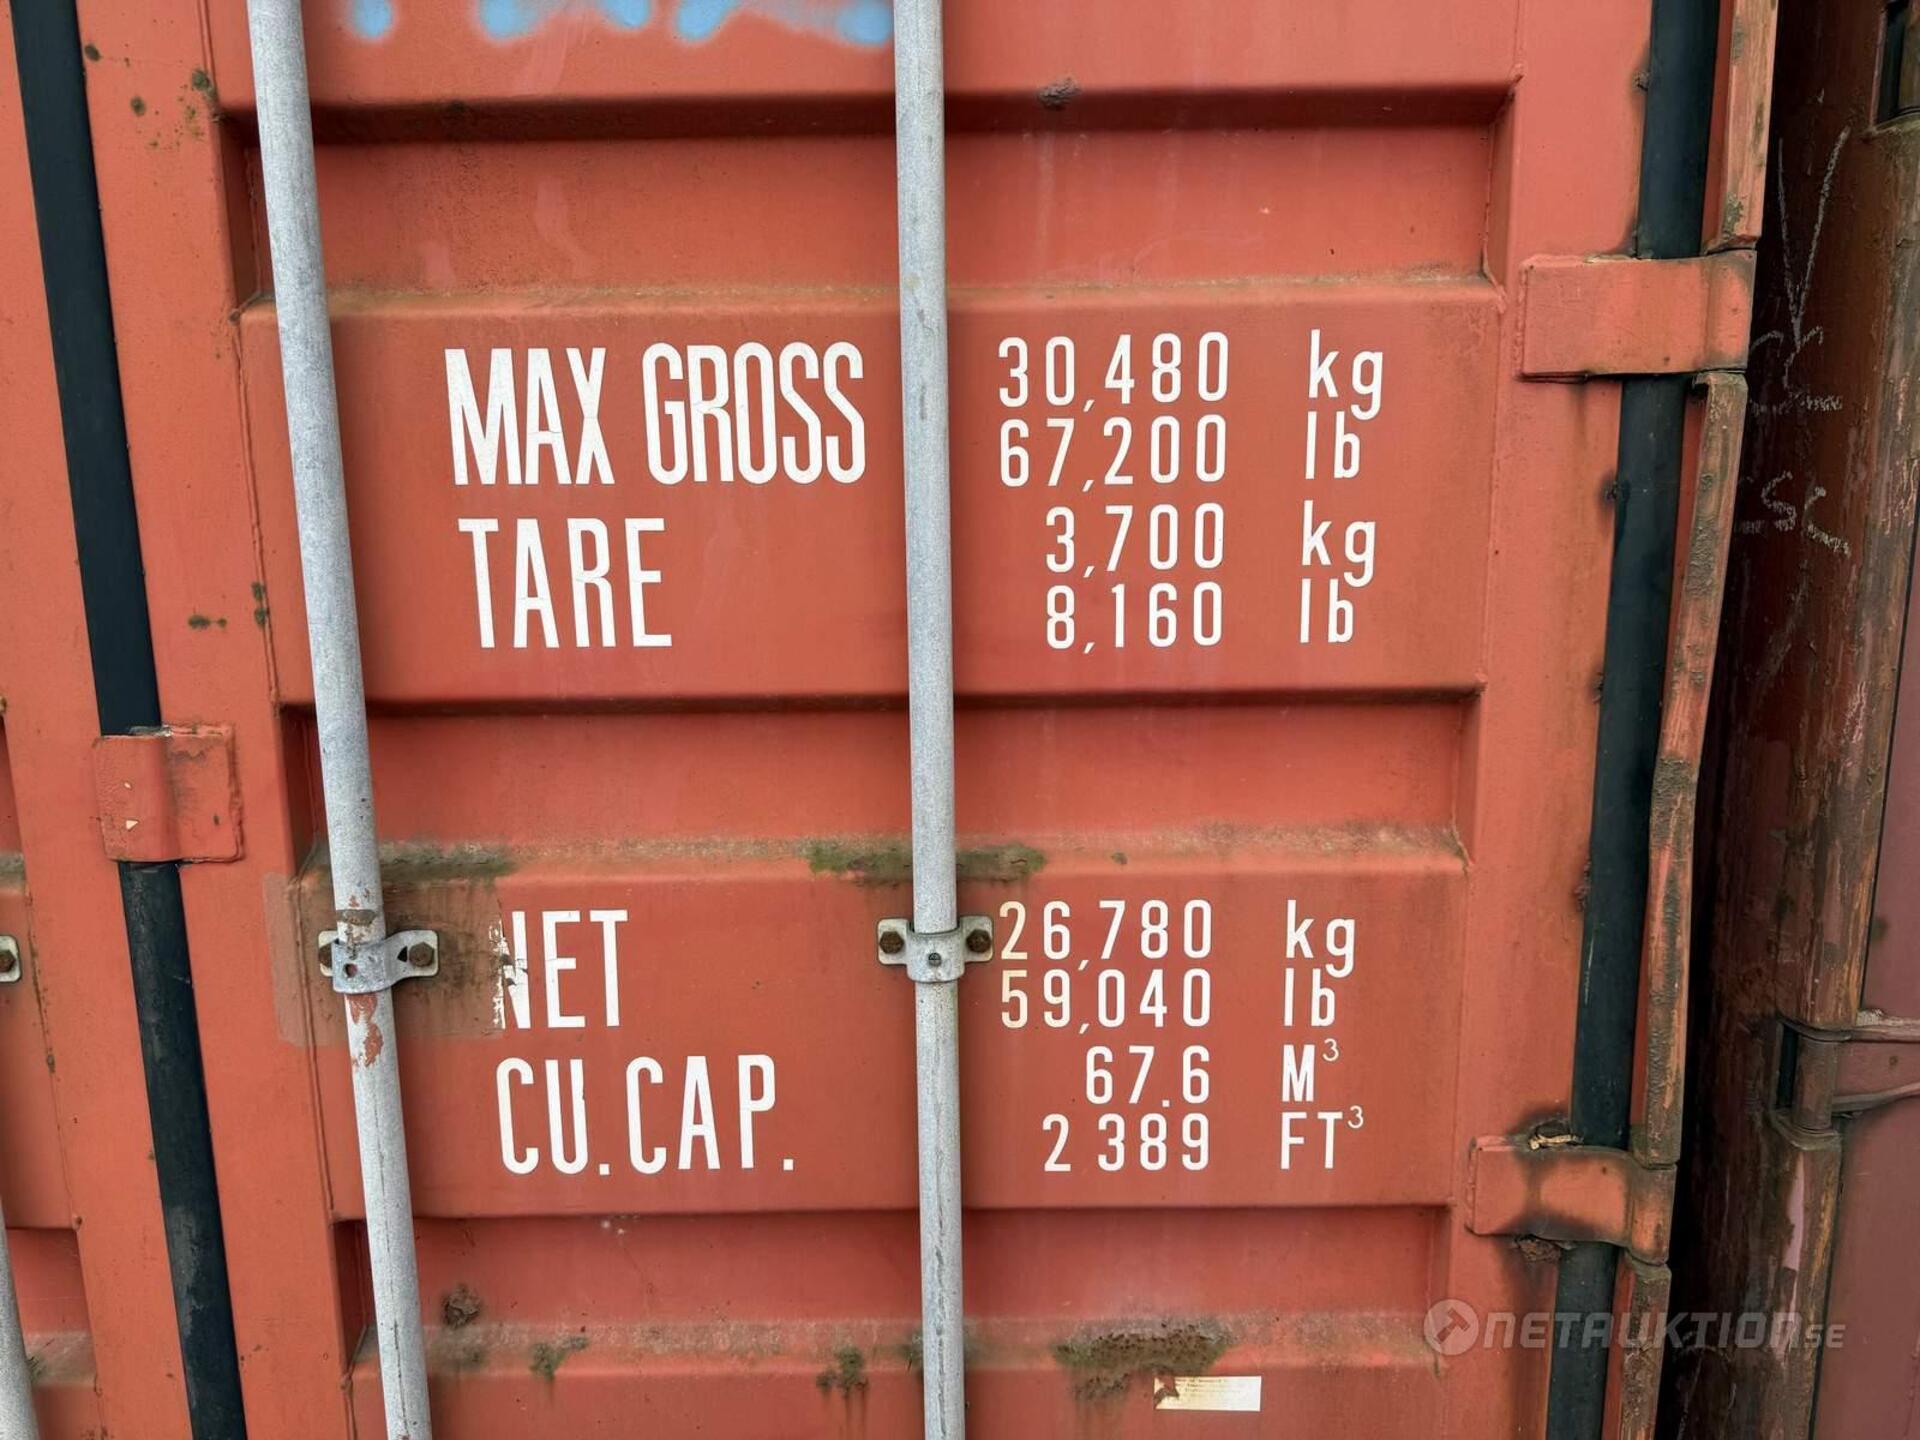 MAX GROSS 30,480 kg
67,200 lb
TARE 3,700 kg
8,160 lb
NET 26,780 kg
59,040 lb
CU.CAP. 67.6 M³
2 389 FT³
NETAUKTION.SE